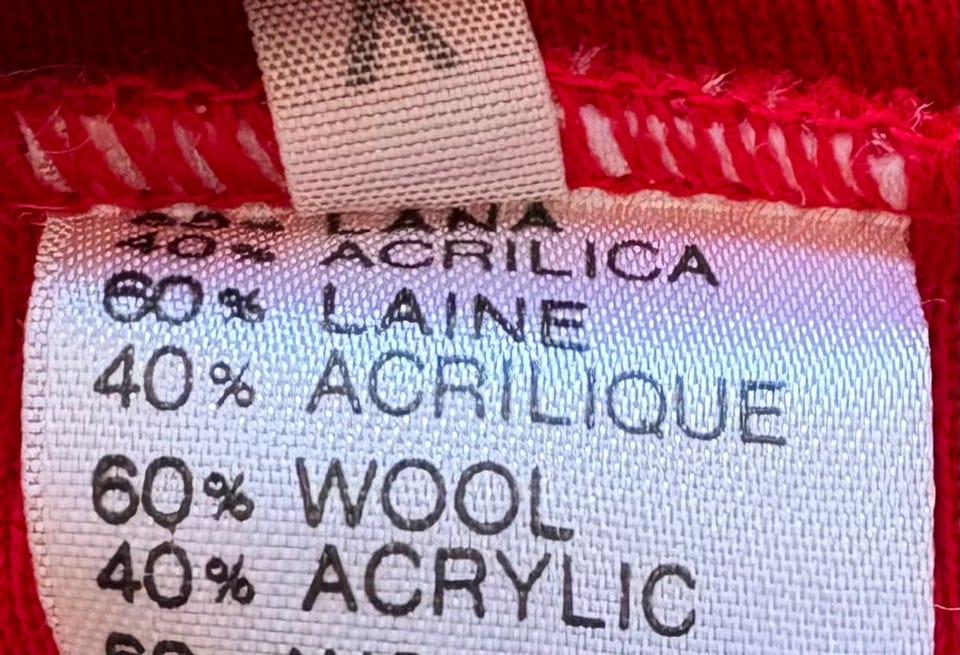 LANA
40% ACRILICA
60% LAINE
40% ACRILIQUE
60% WOOL
40% ACRYLIC